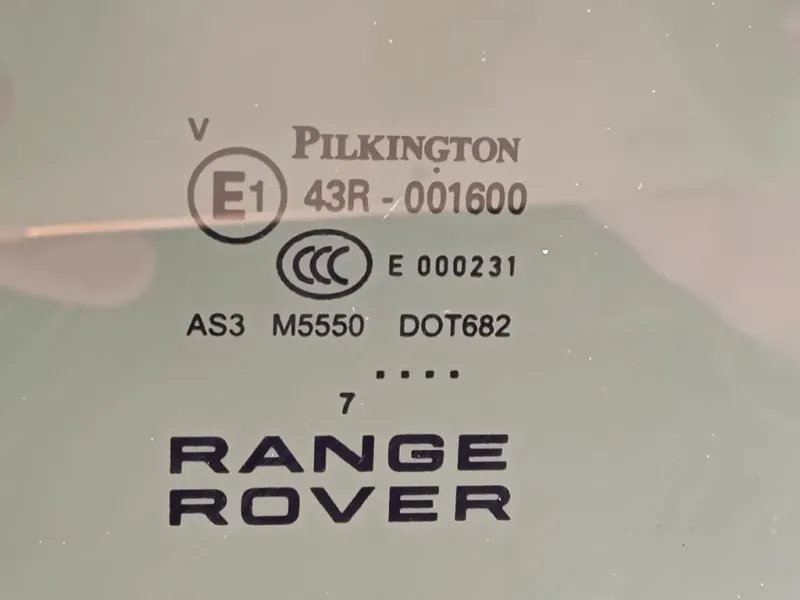 V
PILKINGTON
E1 43R - 001600
CCC E 000231
AS3 M5550 DOT682
. . . .
7
RANGE
ROVER